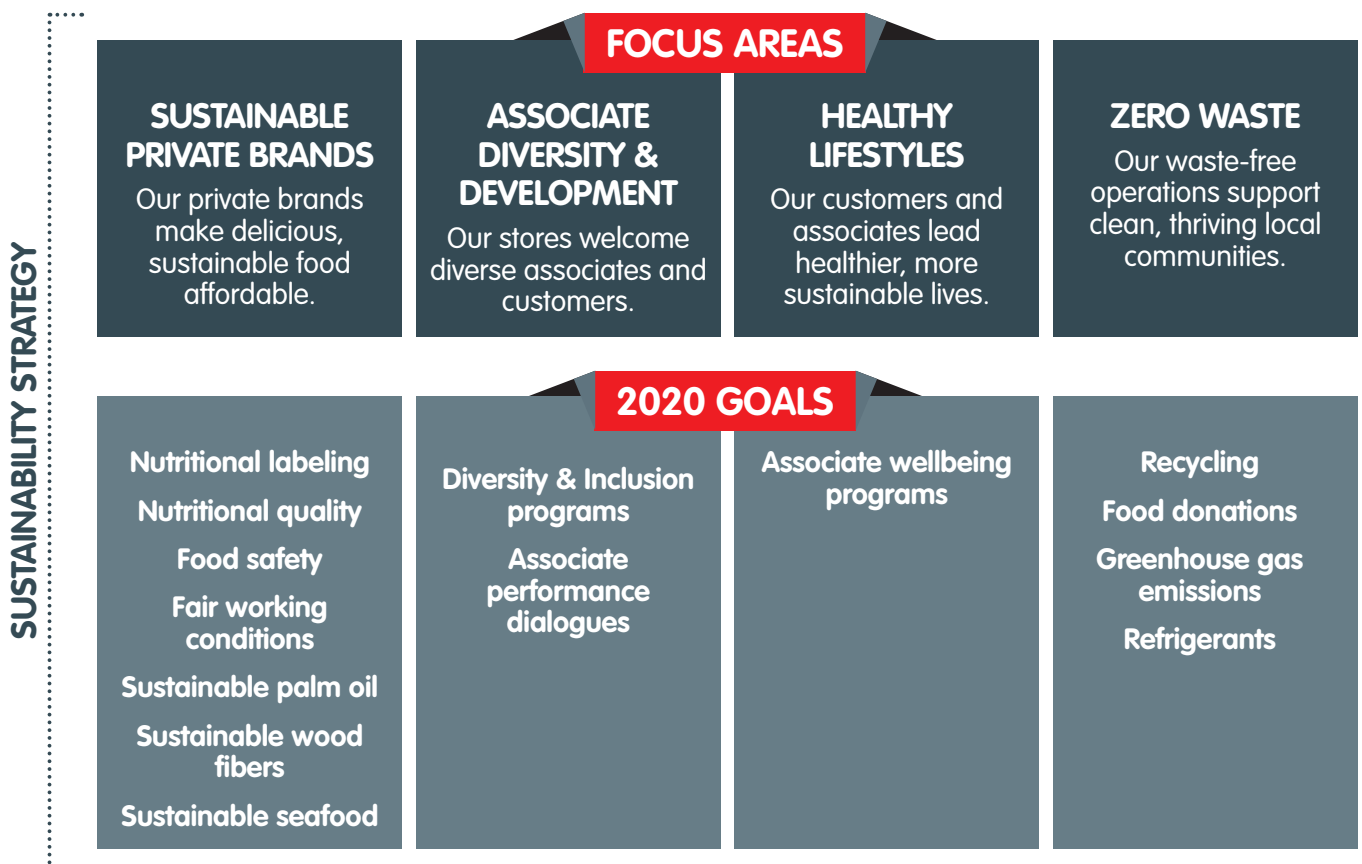 SUSTAINABILITY STRATEGY
FOCUS AREAS
SUSTAINABLE
PRIVATE BRANDS
Our private brands
make delicious,
sustainable food
affordable.
ASSOCIATE
DIVERSITY &
DEVELOPMENT
Our stores welcome
diverse associates and
customers.
HEALTHY
LIFESTYLES
Our customers and
associates lead
healthier, more
sustainable lives.
ZERO WASTE
Our waste-free
operations support
clean, thriving local
communities.
2020 GOALS
Nutritional labeling
Nutritional quality
Food safety
Fair working
conditions
Sustainable palm oil
Sustainable wood
fibers
Sustainable seafood
Diversity & Inclusion
programs
Associate
performance
dialogues
Associate wellbeing
programs
Recycling
Food donations
Greenhouse gas
emissions
Refrigerants